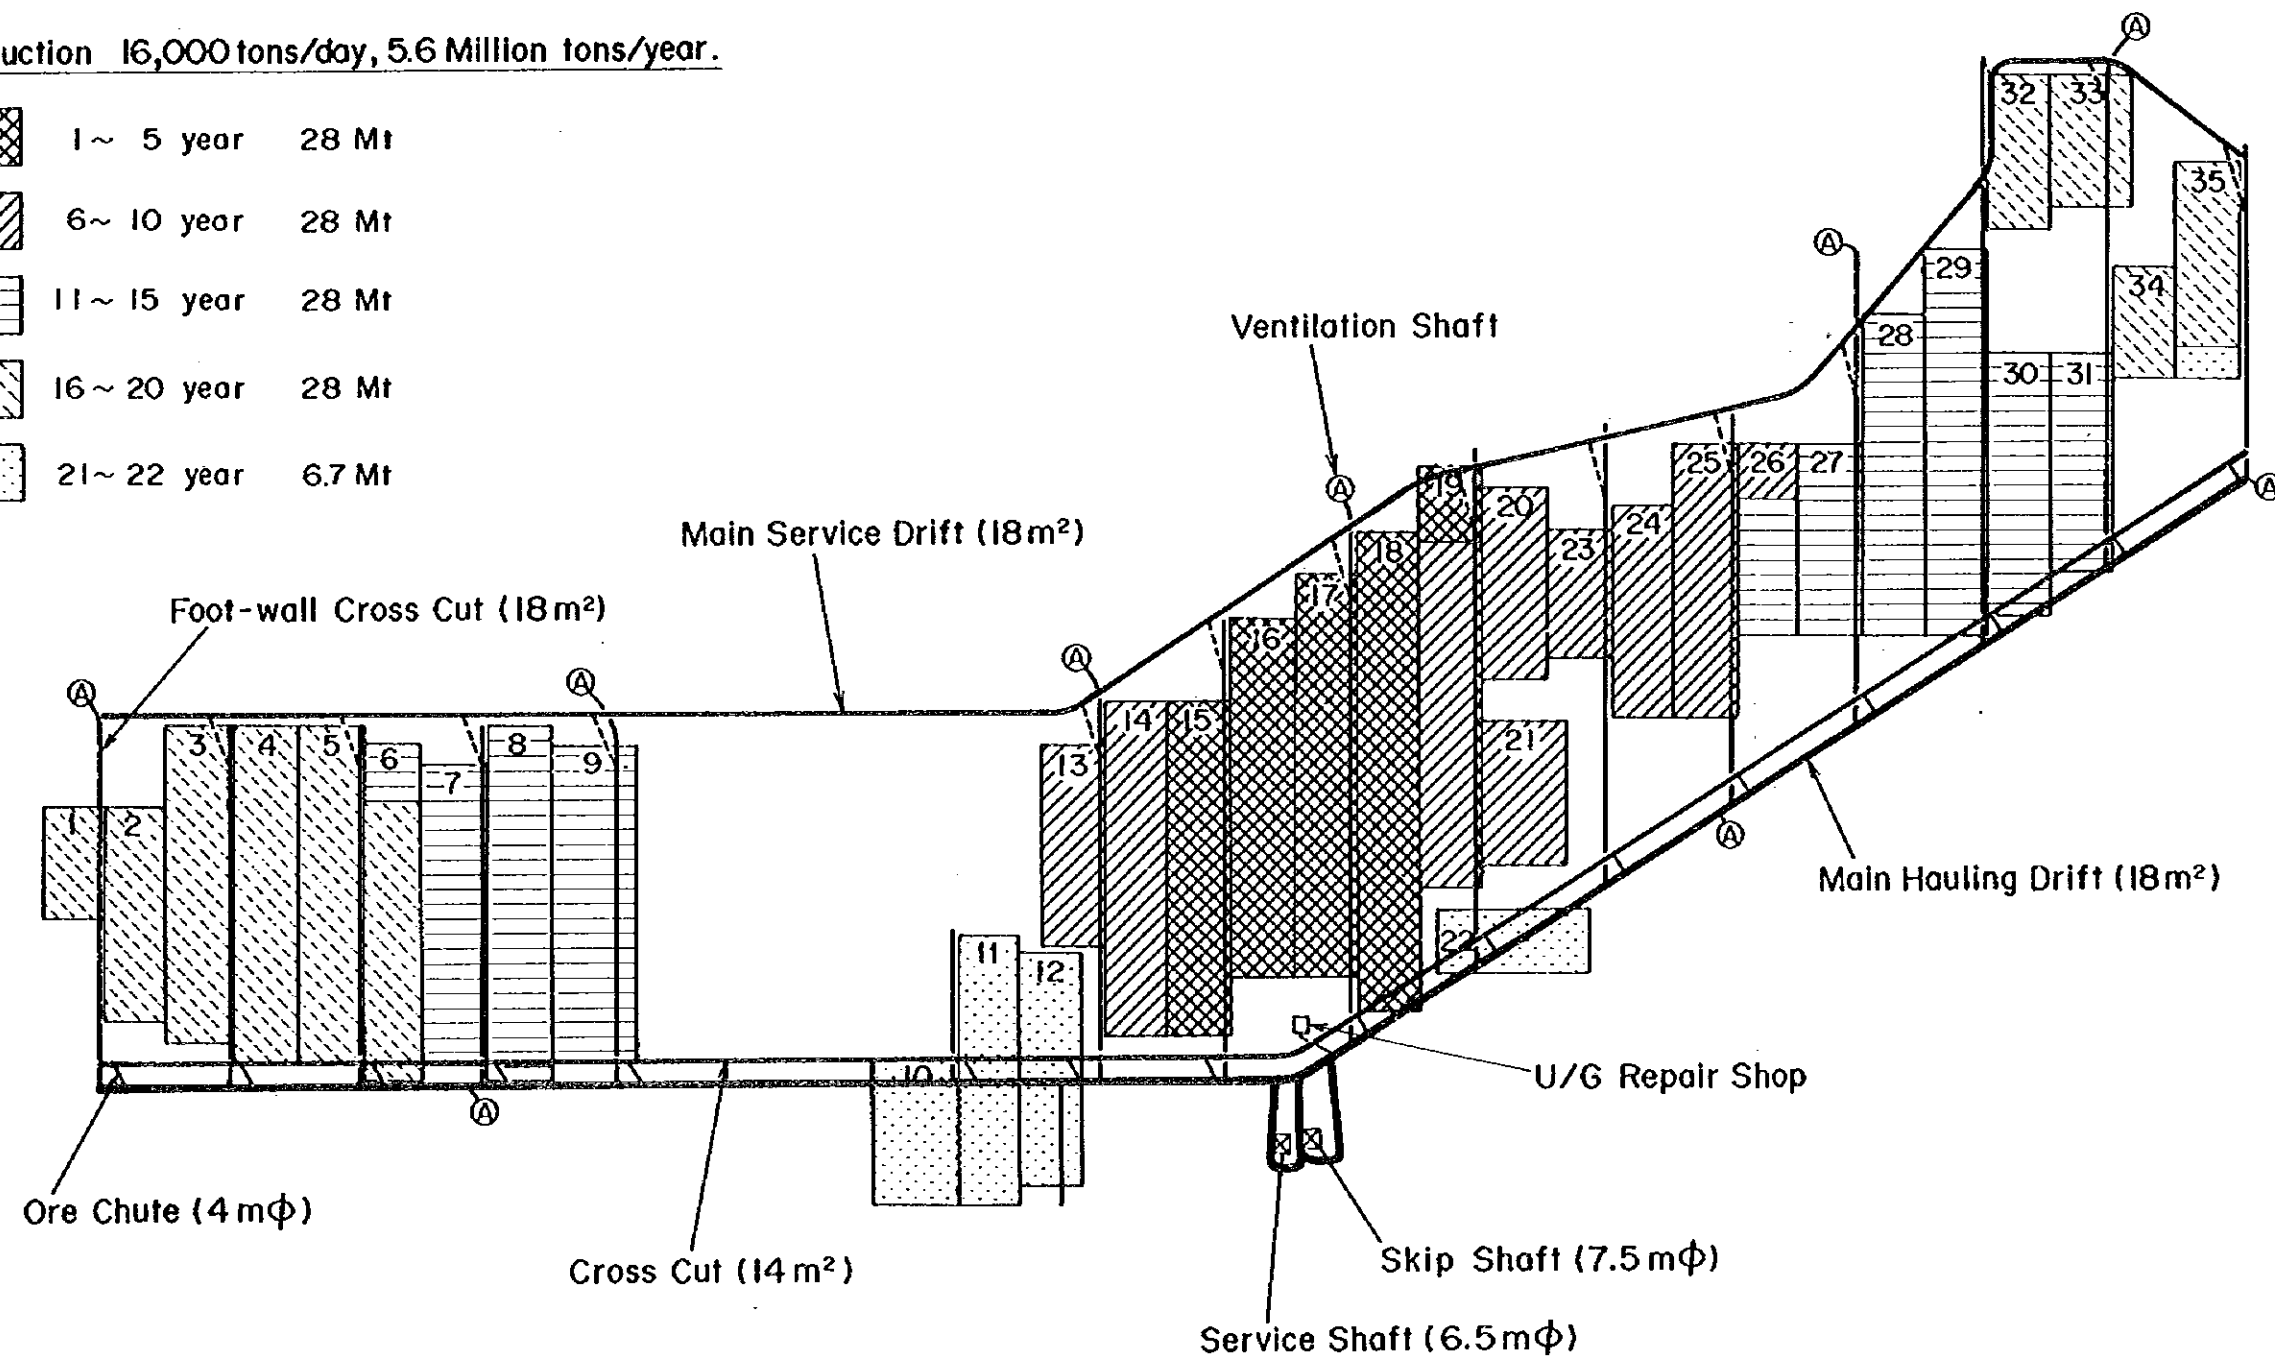 uction 16,000 tons/day, 5.6 Million tons/year.
1~ 5 year 28 Mt
6~ 10 year 28 Mt
11~ 15 year 28 Mt
16~ 20 year 28 Mt
21~ 22 year 6.7 Mt
Ⓐ
32
33
35
Ⓐ
29
34
28
Ventilation Shaft
30
31
25
26
27
19
Ⓐ
Ⓐ
20
24
Main Service Drift (18m²)
23
18
17
Foot-wall Cross Cut (18m²)
16
Ⓐ
Ⓐ
Ⓐ
14
15
3
4
5
8
21
6
9
13
7
1
2
Ⓐ
Main Hauling Drift (18m²)
22
11
12
10
U/G Repair Shop
Ⓐ
Ore Chute (4mϕ)
Cross Cut (14m²)
Skip Shaft (7.5mϕ)
Service Shaft (6.5mϕ)